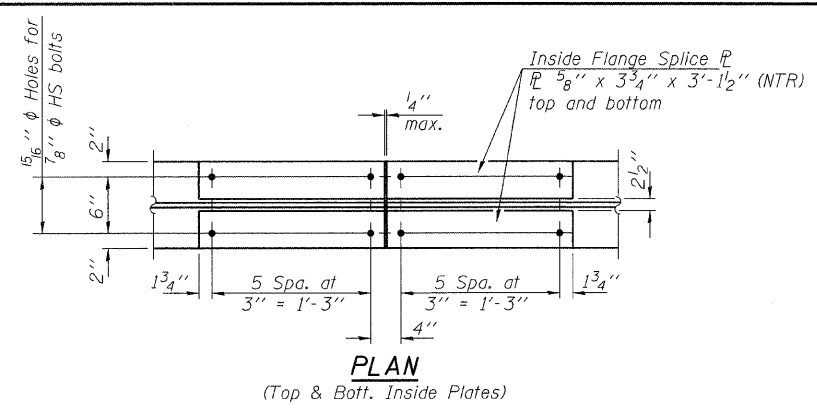 15/16" ϕ Holes for
7/8" ϕ HS bolts
2"
6"
2"
1/4"
max.
Inside Flange Splice ℞
℞ 5/8" x 3 3/4" x 3'-1 1/2" (NTR)
top and bottom
2 1/2"
1 3/4"
5 Spa. at
3" = 1'-3"
4"
5 Spa. at
3" = 1'-3"
1 3/4"
PLAN
(Top & Bott. Inside Plates)